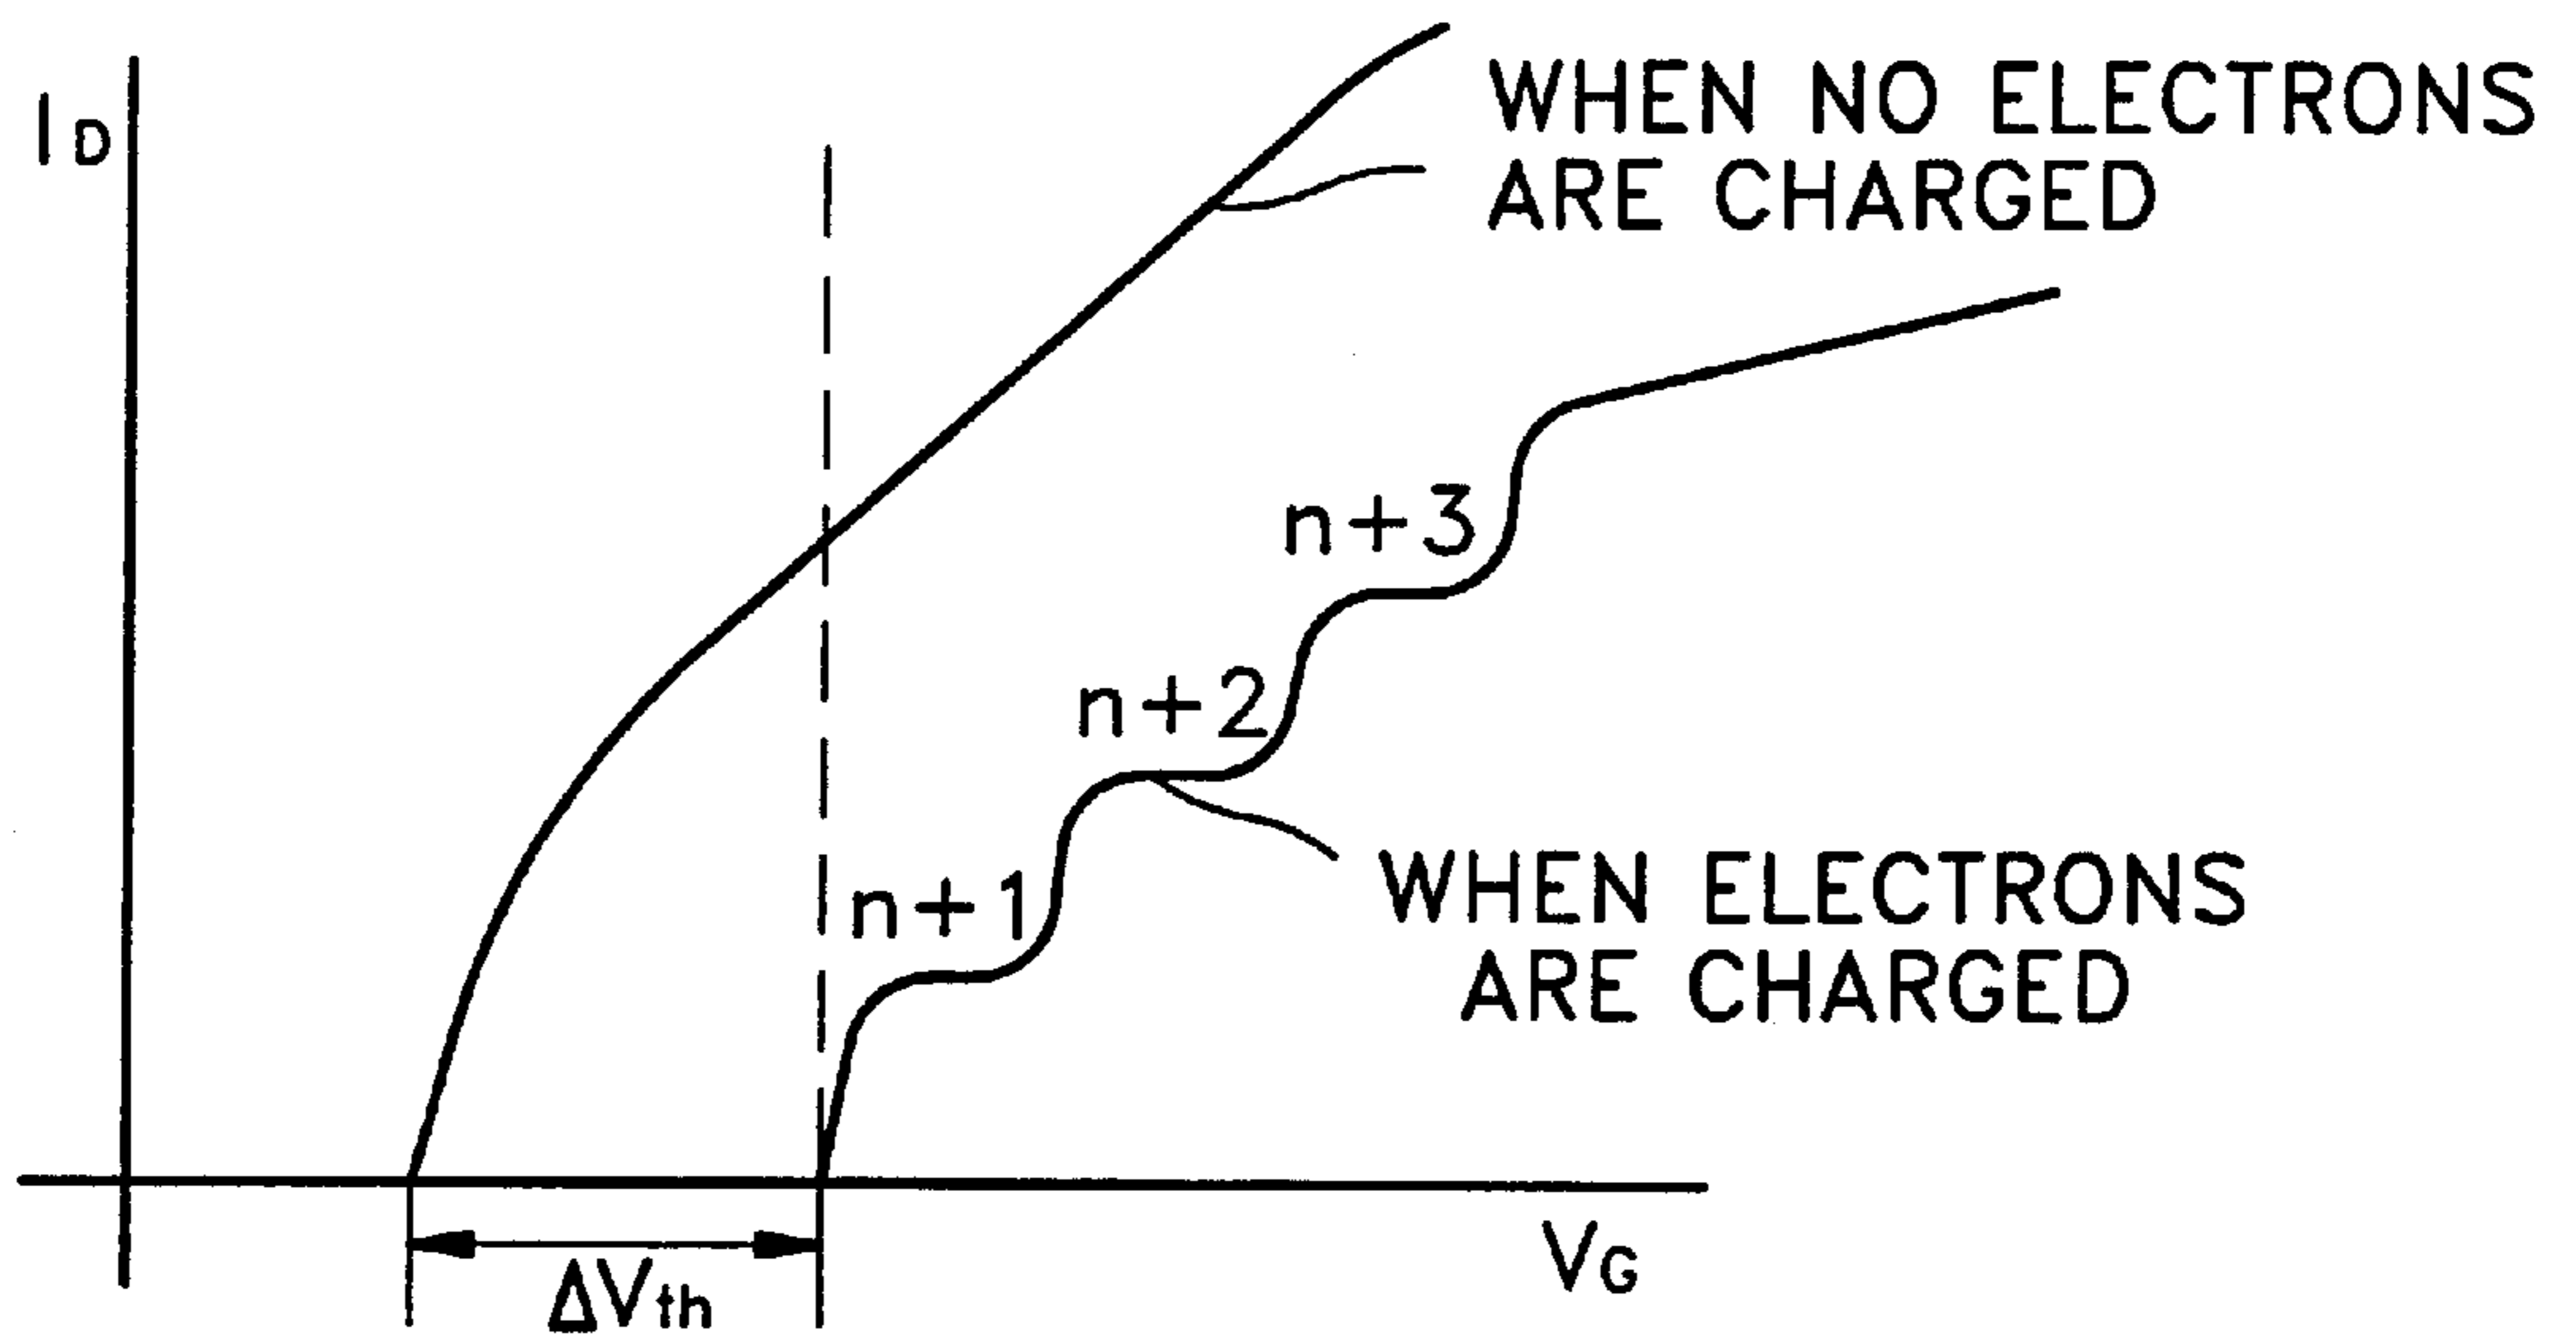 ID
WHEN NO ELECTRONS
ARE CHARGED
n+3
n+2
n+1
WHEN ELECTRONS
ARE CHARGED
VG
ΔVth